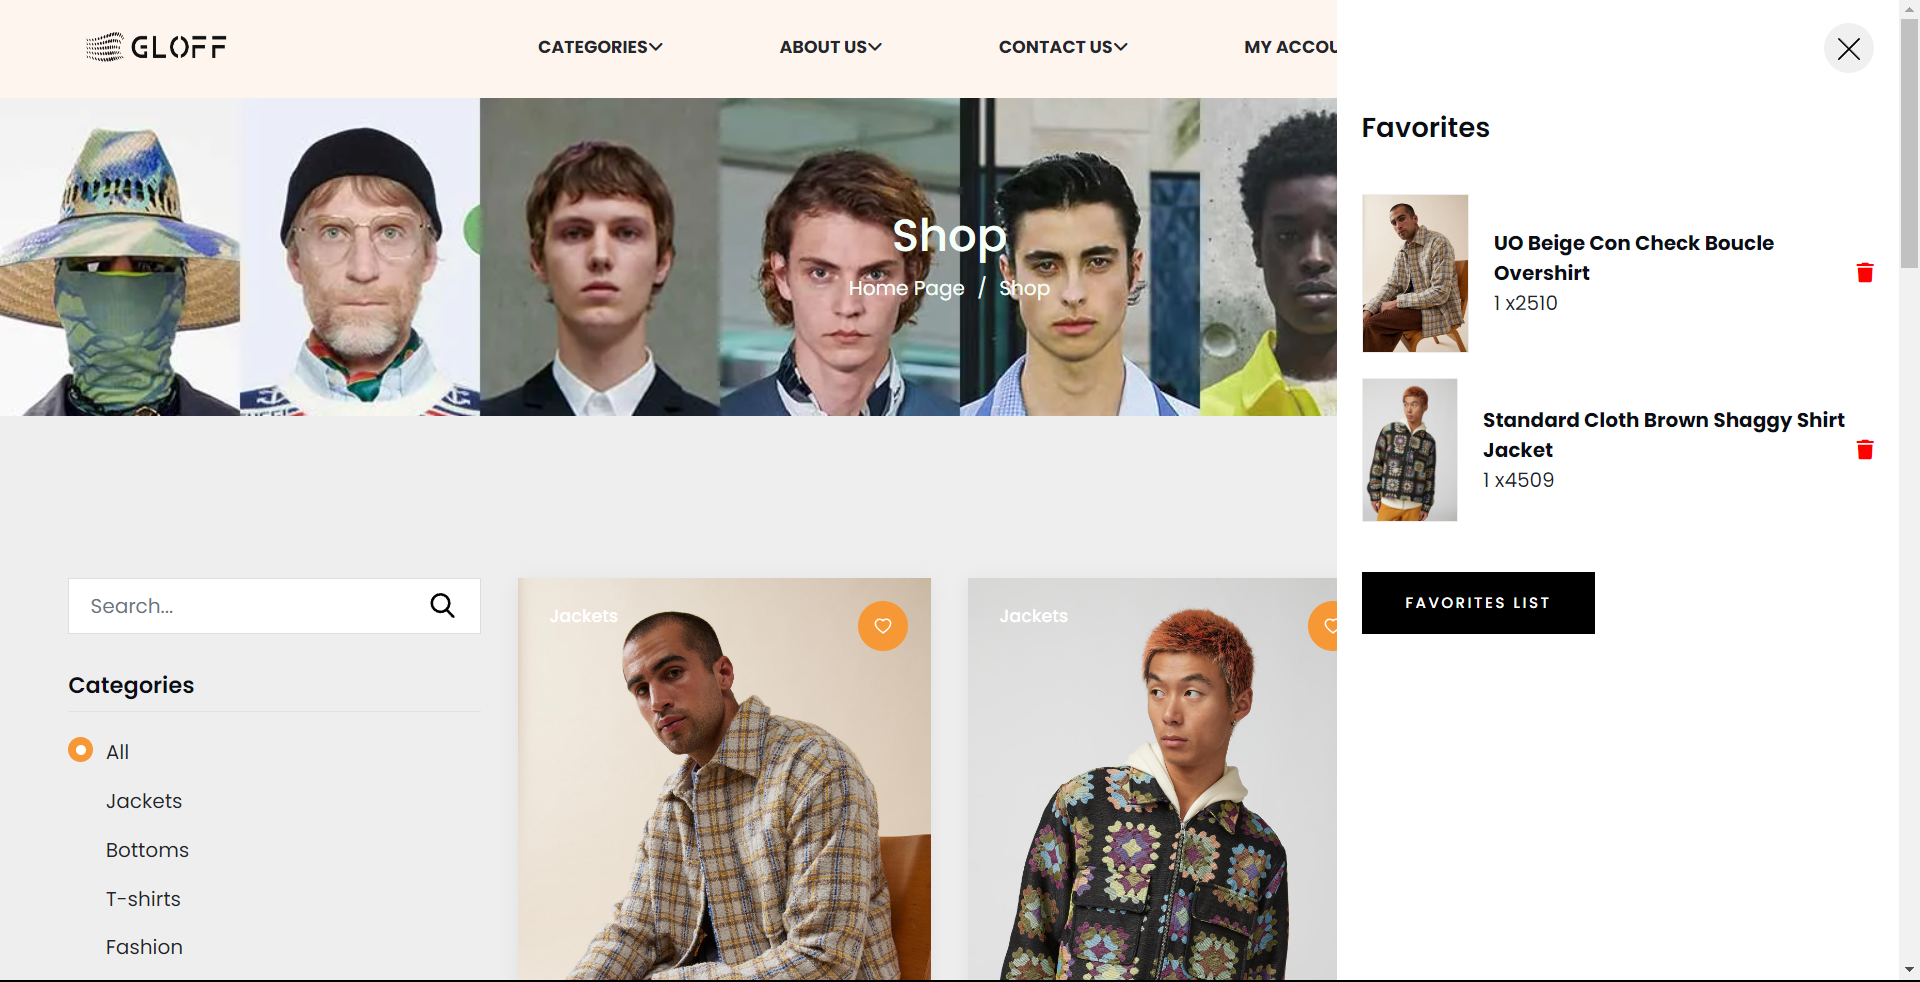 GLOFF
CATEGORIES
ABOUT US
CONTACT US
MY ACCOU
Shop
Home Page / Shop
Search...
Categories
All
Jackets
Bottoms
T-shirts
Fashion
Jackets
Jackets
Favorites
UO Beige Con Check Boucle
Overshirt
1 x2510
Standard Cloth Brown Shaggy Shirt
Jacket
1 x4509
FAVORITES LIST